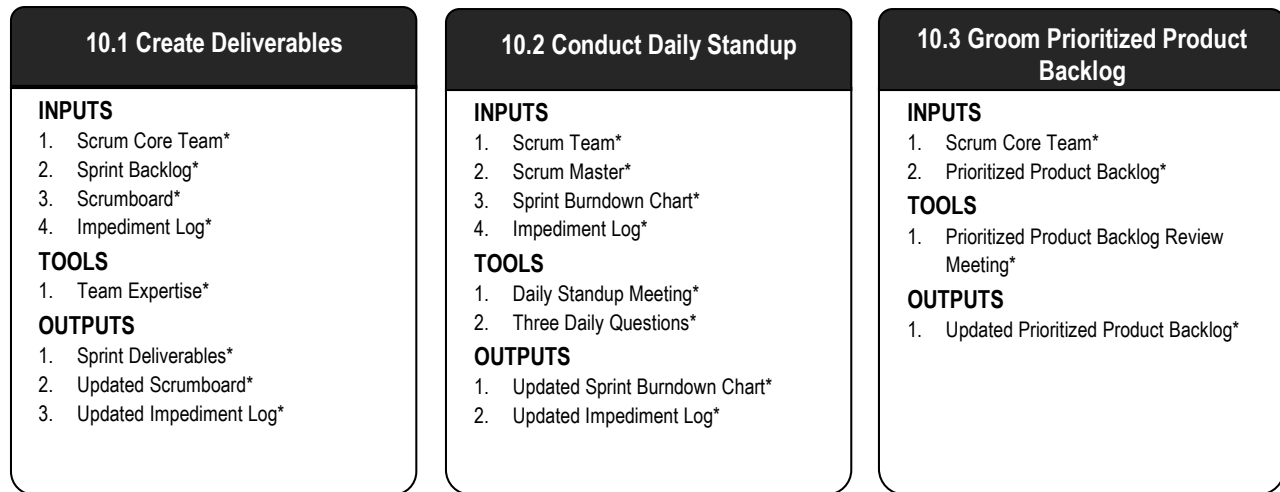 10.1 Create Deliverables
INPUTS
1. Scrum Core Team*
2. Sprint Backlog*
3. Scrumboard*
4. Impediment Log*
TOOLS
1. Team Expertise*
OUTPUTS
1. Sprint Deliverables*
2. Updated Scrumboard*
3. Updated Impediment Log*
10.2 Conduct Daily Standup
INPUTS
1. Scrum Team*
2. Scrum Master*
3. Sprint Burndown Chart*
4. Impediment Log*
TOOLS
1. Daily Standup Meeting*
2. Three Daily Questions*
OUTPUTS
1. Updated Sprint Burndown Chart*
2. Updated Impediment Log*
10.3 Groom Prioritized Product
Backlog
INPUTS
1. Scrum Core Team*
2. Prioritized Product Backlog*
TOOLS
1. Prioritized Product Backlog Review
Meeting*
OUTPUTS
1. Updated Prioritized Product Backlog*